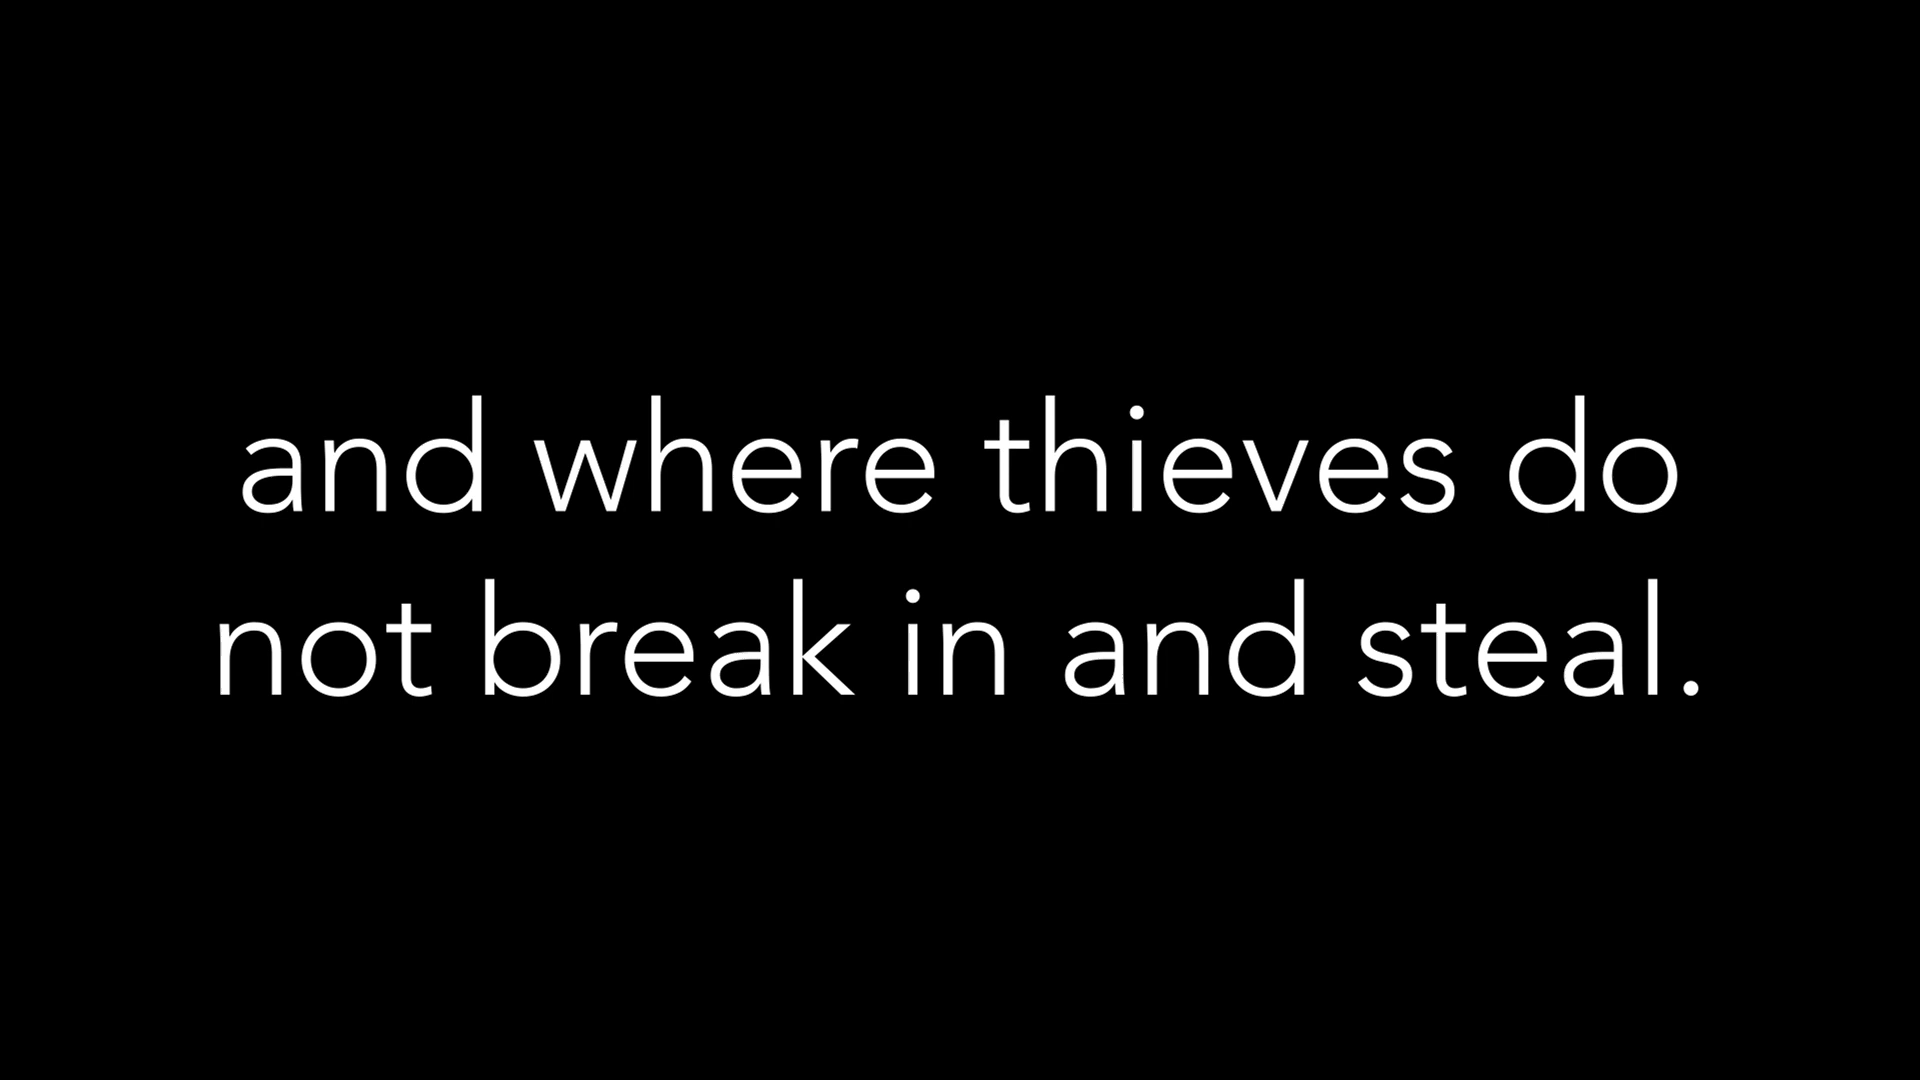 and where thieves do
not break in and steal.